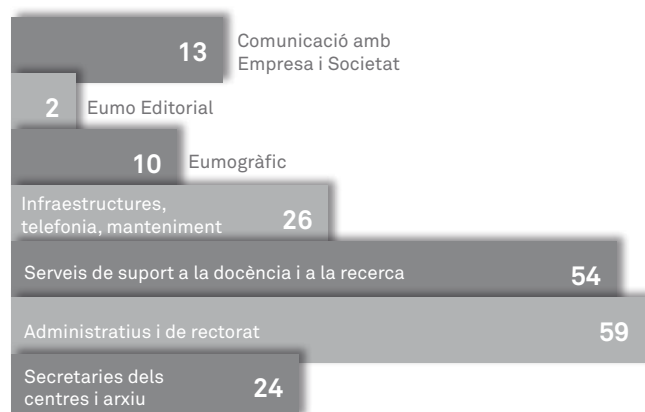 13
Comunicació amb
Empresa i Societat
2
Eumo Editorial
10
Eumogràfic
Infraestructures,
telefonia, manteniment
26
Serveis de suport a la docència i a la recerca
54
Administratius i de rectorat
59
Secretaries dels
centres i arxiu
24